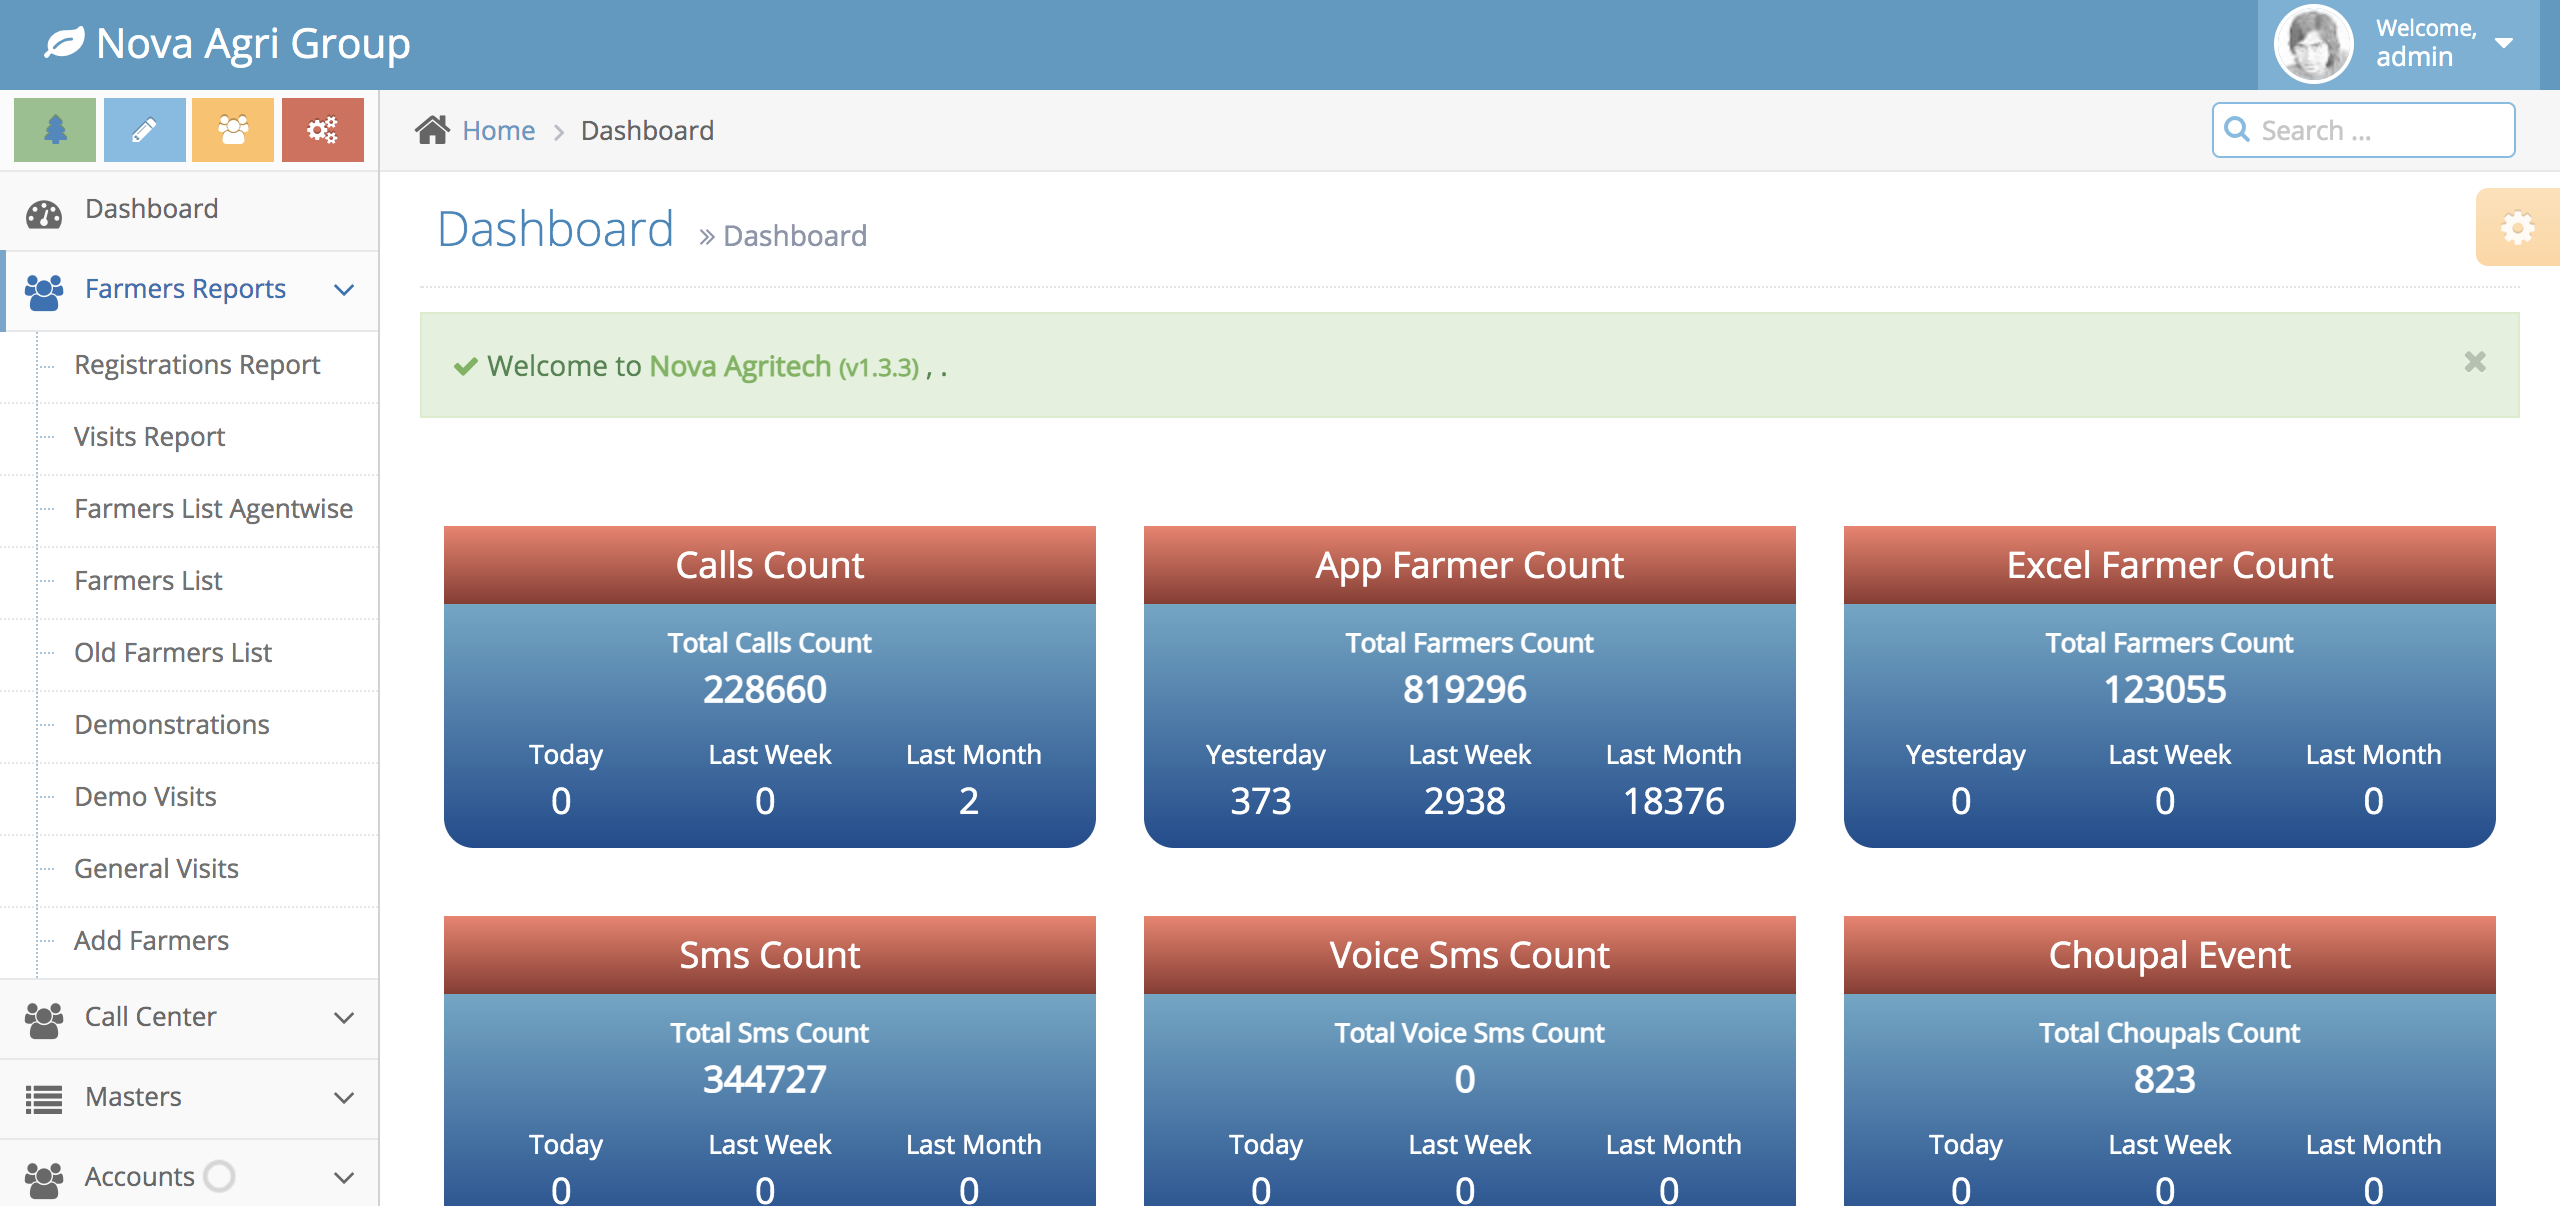 Nova Agri Group
Welcome,
admin
Home
Dashboard
Search ...
Dashboard
Farmers Reports
Registrations Report
Visits Report
Farmers List Agentwise
Farmers List
Old Farmers List
Demonstrations
Demo Visits
General Visits
Add Farmers
Call Center
Masters
Accounts
Dashboard » Dashboard
Welcome to Nova Agritech (v1.3.3) , .
Calls Count
Total Calls Count
228660
Today Last Week Last Month
0 0 2
App Farmer Count
Total Farmers Count
819296
Yesterday Last Week Last Month
373 2938 18376
Excel Farmer Count
Total Farmers Count
123055
Yesterday Last Week Last Month
0 0 0
Sms Count
Total Sms Count
344727
Today Last Week Last Month
0 0 0
Voice Sms Count
Total Voice Sms Count
0
Today Last Week Last Month
0 0 0
Choupal Event
Total Choupals Count
823
Today Last Week Last Month
0 0 0